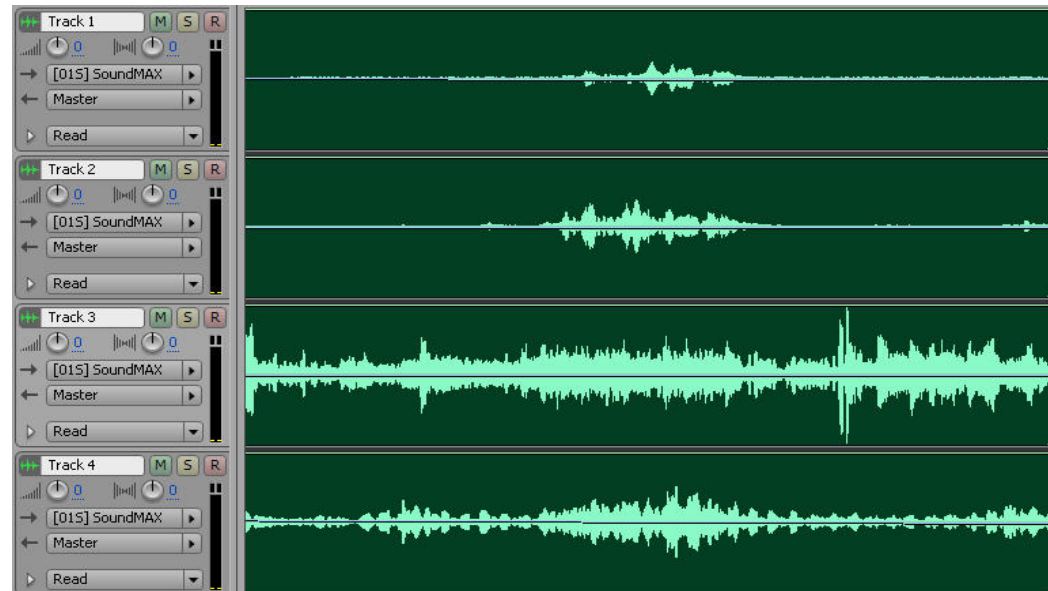 Track 1 M S R
0 0
[01S] SoundMAX
Master
Read
Track 2 M S R
0 0
[01S] SoundMAX
Master
Read
Track 3 M S R
0 0
[01S] SoundMAX
Master
Read
Track 4 M S R
0 0
[01S] SoundMAX
Master
Read